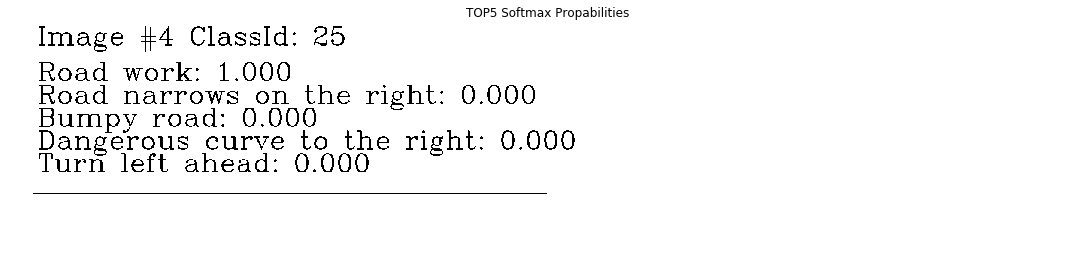 TOP5 Softmax Propabilities
Image #4 ClassId: 25
Road work: 1.000
Road narrows on the right: 0.000
Bumpy road: 0.000
Dangerous curve to the right: 0.000
Turn left ahead: 0.000